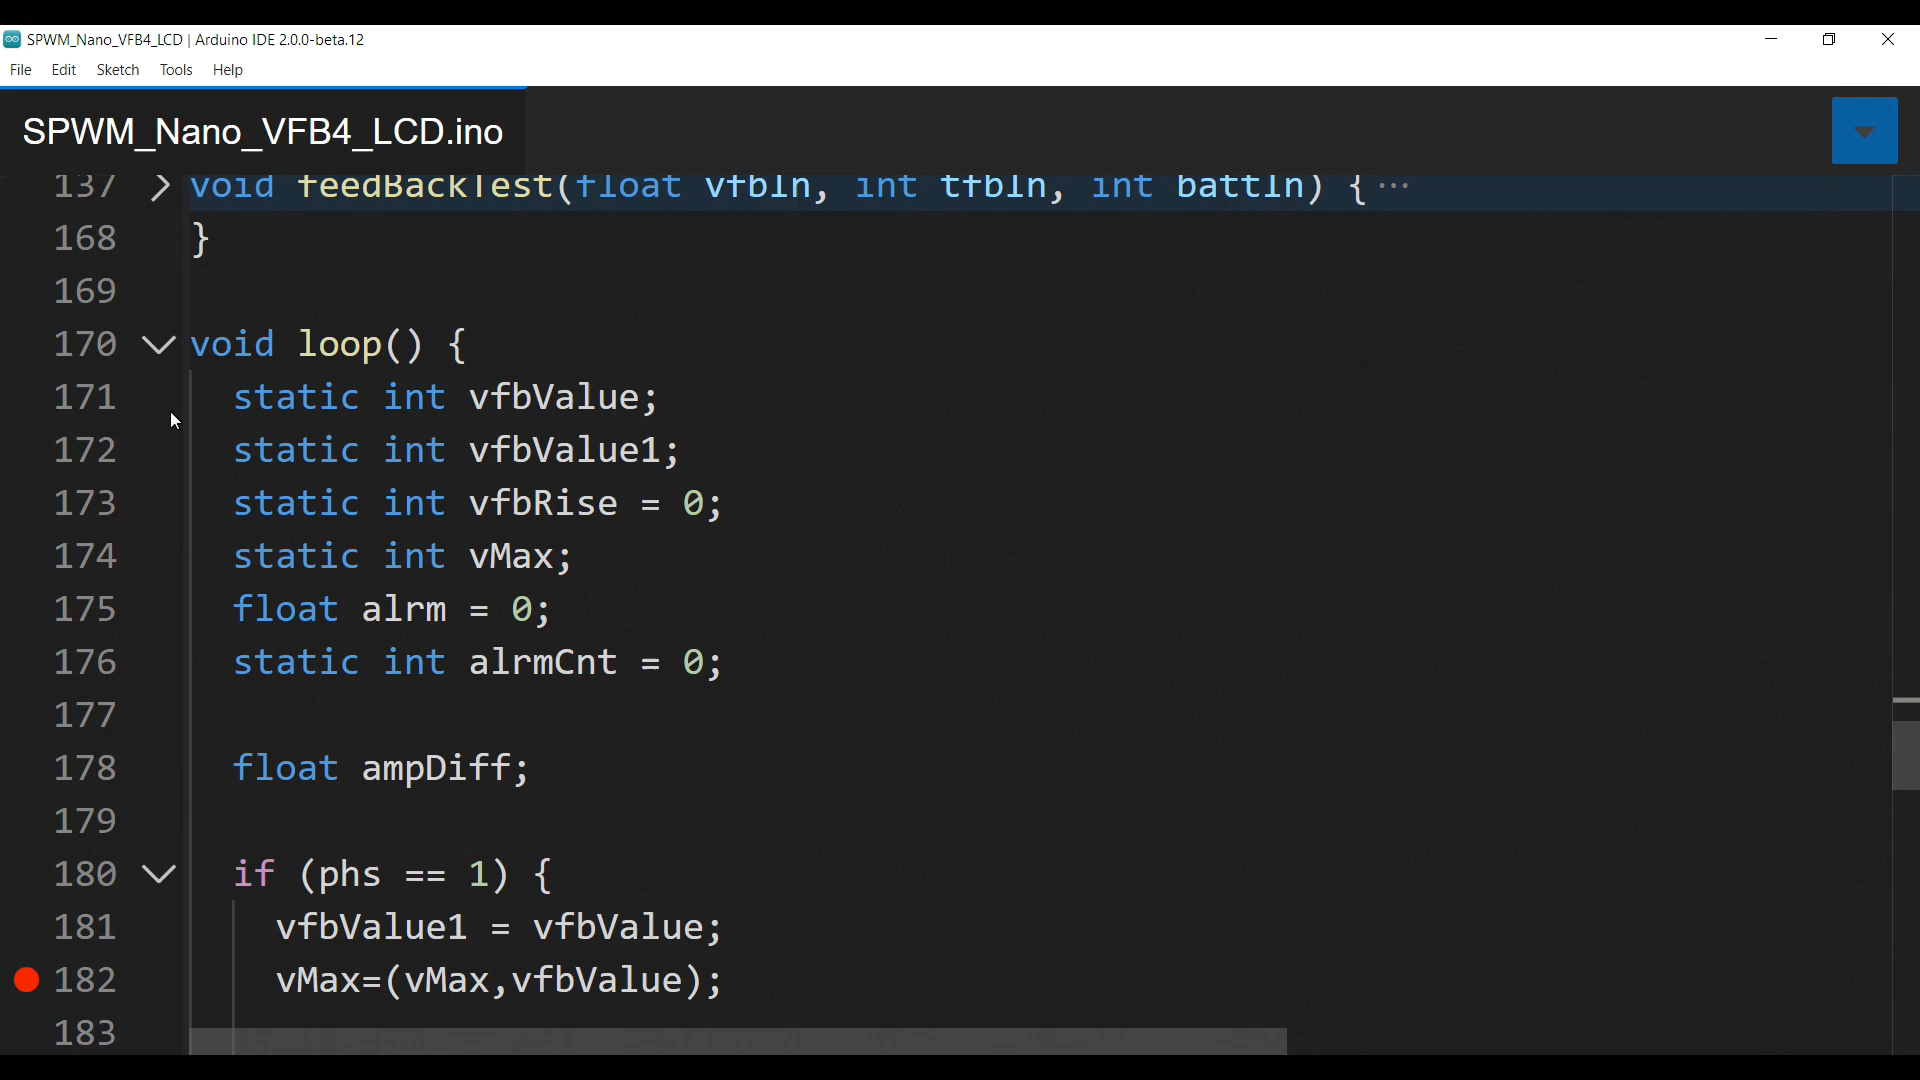 SPWM_Nano_VFB4_LCD | Arduino IDE 2.0.0-beta.12
File Edit Sketch Tools Help
SPWM_Nano_VFB4_LCD.ino
137 void feedBackTest(float vfbIn, int tfbIn, int battIn) { ···
168 }
169
170 void loop() {
171 static int vfbValue;
172 static int vfbValue1;
173 static int vfbRise = 0;
174 static int vMax;
175 float alrm = 0;
176 static int alrmCnt = 0;
177
178 float ampDiff;
179
180 if (phs == 1) {
181 vfbValue1 = vfbValue;
182 vMax=(vMax,vfbValue);
183